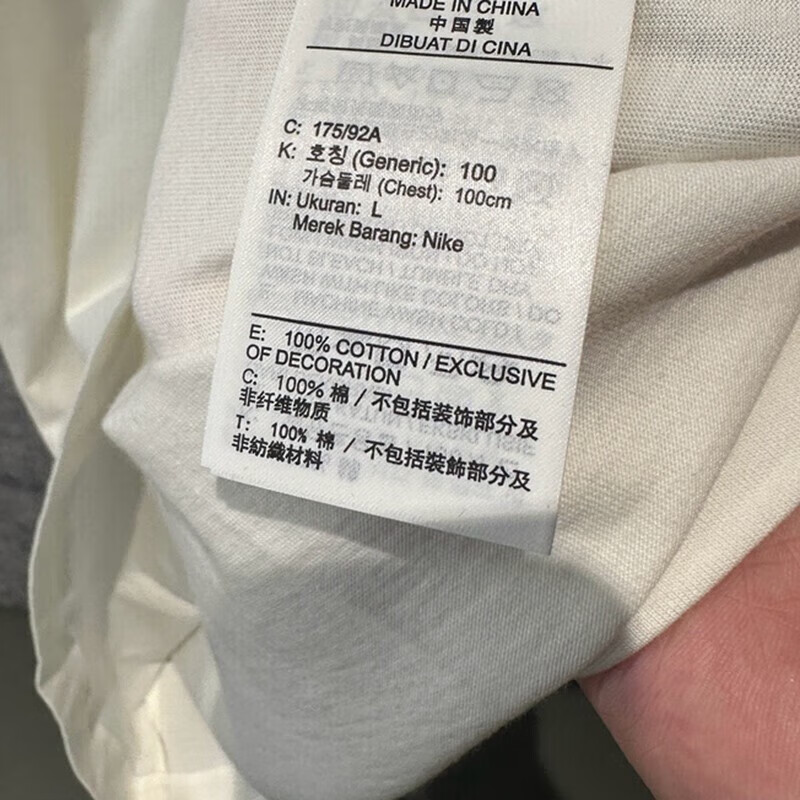 MADE IN CHINA
中国製
DIBUAT DI CINA
C: 175/92A
K: 호칭 (Generic): 100
가슴둘레 (Chest): 100cm
IN: Ukuran: L
Merek Barang: Nike
E: 100% COTTON / EXCLUSIVE
OF DECORATION
C: 100% 棉 / 不包括装饰部分及
非纤维物质
T: 100% 棉 / 不包括裝飾部分及
非紡織材料